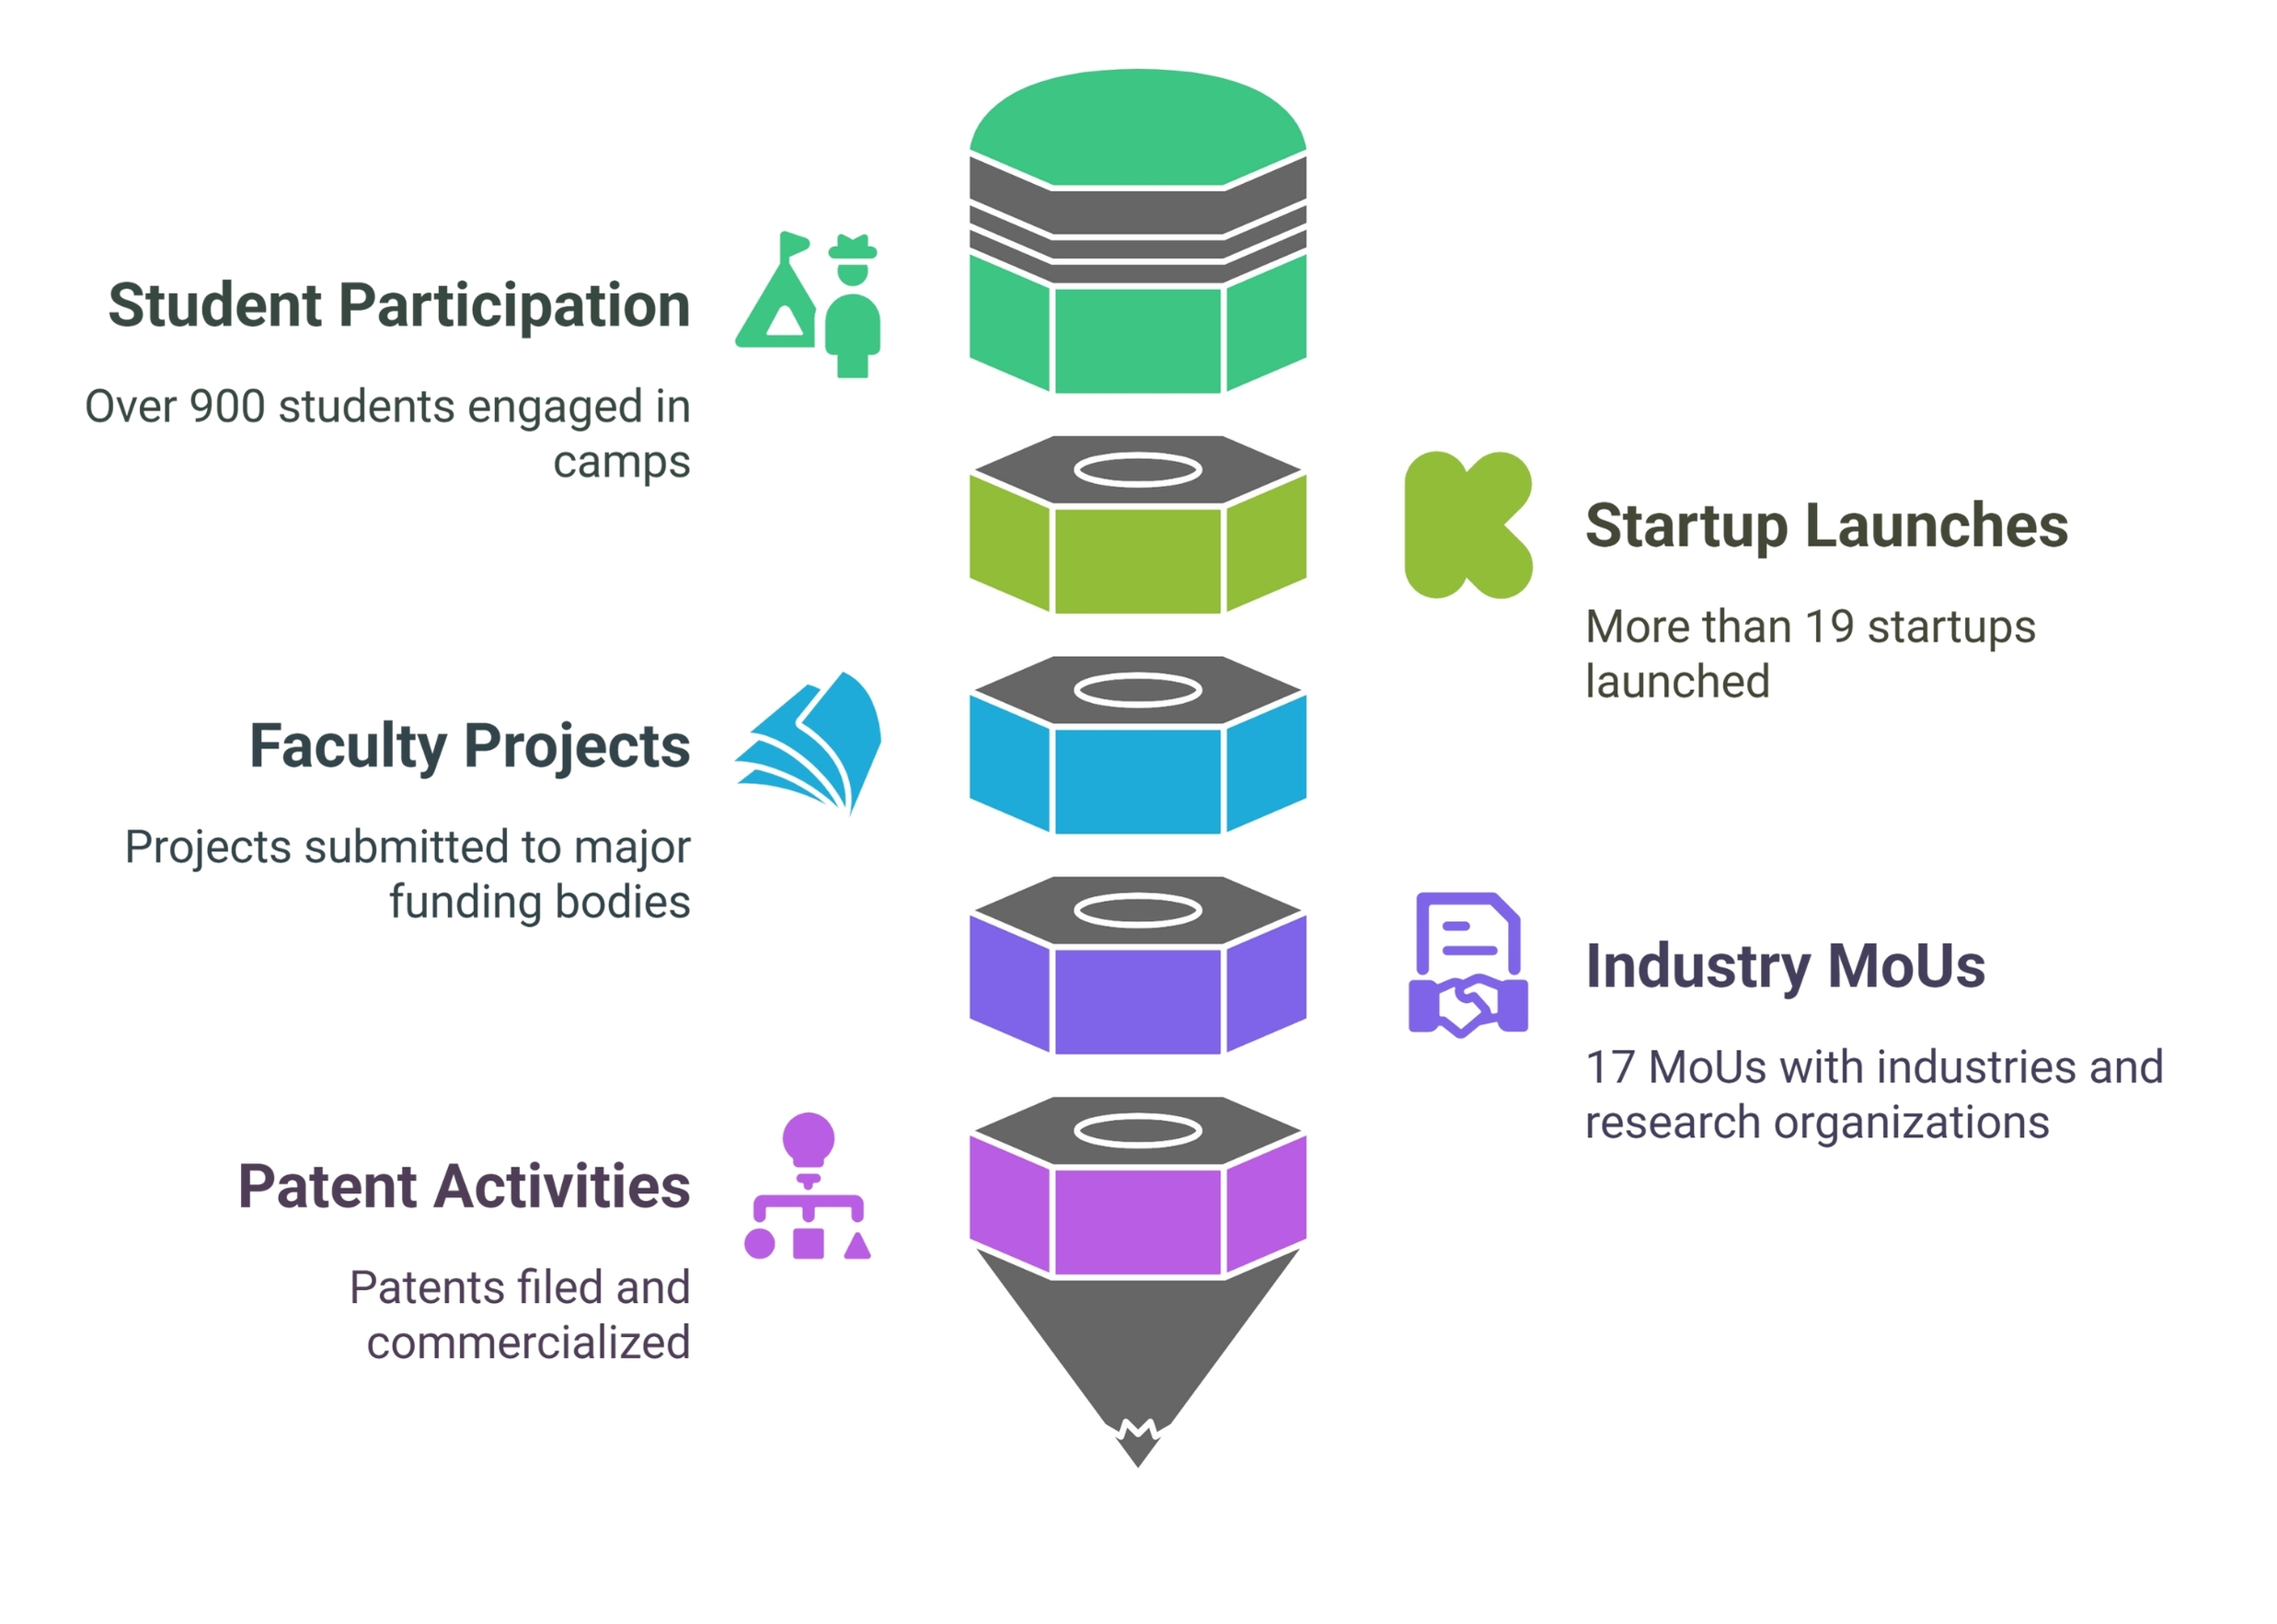 Student Participation
Over 900 students engaged in
camps
Startup Launches
More than 19 startups
launched
Faculty Projects
Projects submitted to major
funding bodies
Industry MoUs
17 MoUs with industries and
research organizations
Patent Activities
Patents filed and
commercialized